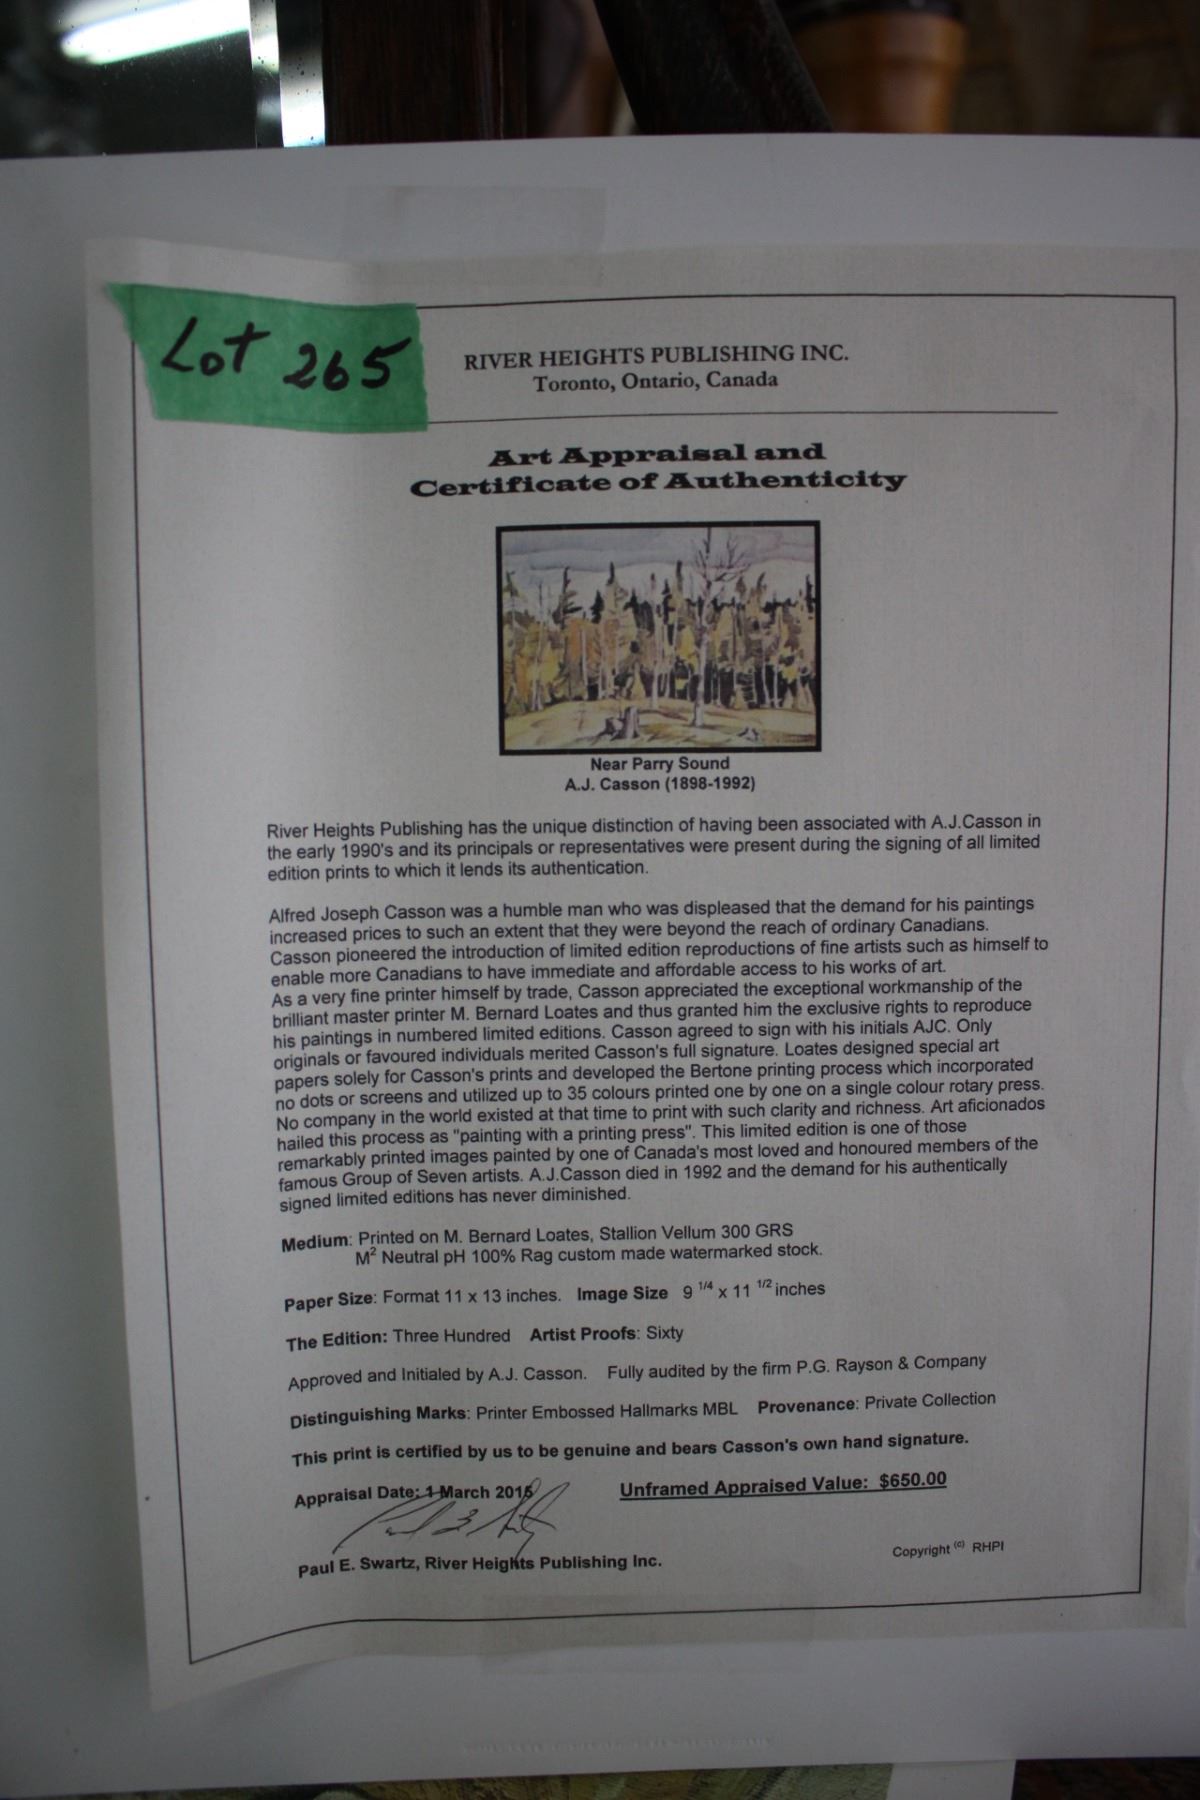 Lot 265
RIVER HEIGHTS PUBLISHING INC.
Toronto, Ontario, Canada
Art Appraisal and
Certificate of Authenticity
Near Parry Sound
A.J. Casson (1898-1992)
River Heights Publishing has the unique distinction of having been associated with A.J.Casson in
the early 1990's and its principals or representatives were present during the signing of all limited
edition prints to which it lends its authentication.
Alfred Joseph Casson was a humble man who was displeased that the demand for his paintings
increased prices to such an extent that they were beyond the reach of ordinary Canadians.
Casson pioneered the introduction of limited edition reproductions of fine artists such as himself to
enable more Canadians to have immediate and affordable access to his works of art.
As a very fine printer himself by trade, Casson appreciated the exceptional workmanship of the
brilliant master printer M. Bernard Loates and thus granted him the exclusive rights to reproduce
his paintings in numbered limited editions. Casson agreed to sign with his initials AJC. Only
originals or favoured individuals merited Casson's full signature. Loates designed special art
papers solely for Casson's prints and developed the Bertone printing process which incorporated
no dots or screens and utilized up to 35 colours printed one by one on a single colour rotary press.
No company in the world existed at that time to print with such clarity and richness. Art aficionados
hailed this process as "painting with a printing press". This limited edition is one of those
remarkably printed images painted by one of Canada's most loved and honoured members of the
famous Group of Seven artists. A.J.Casson died in 1992 and the demand for his authentically
signed limited editions has never diminished.
Medium: Printed on M. Bernard Loates, Stallion Vellum 300 GRS
M² Neutral pH 100% Rag custom made watermarked stock.
Paper Size: Format 11 x 13 inches. Image Size 9 1/4 x 11 1/2 inches
The Edition: Three Hundred Artist Proofs: Sixty
Approved and Initialed by A.J. Casson. Fully audited by the firm P.G. Rayson & Company
Distinguishing Marks: Printer Embossed Hallmarks MBL Provenance: Private Collection
This print is certified by us to be genuine and bears Casson's own hand signature.
Appraisal Date: 1 March 2015 Unframed Appraised Value: $650.00
Paul E. Swartz, River Heights Publishing Inc.
Copyright (c) RHPI